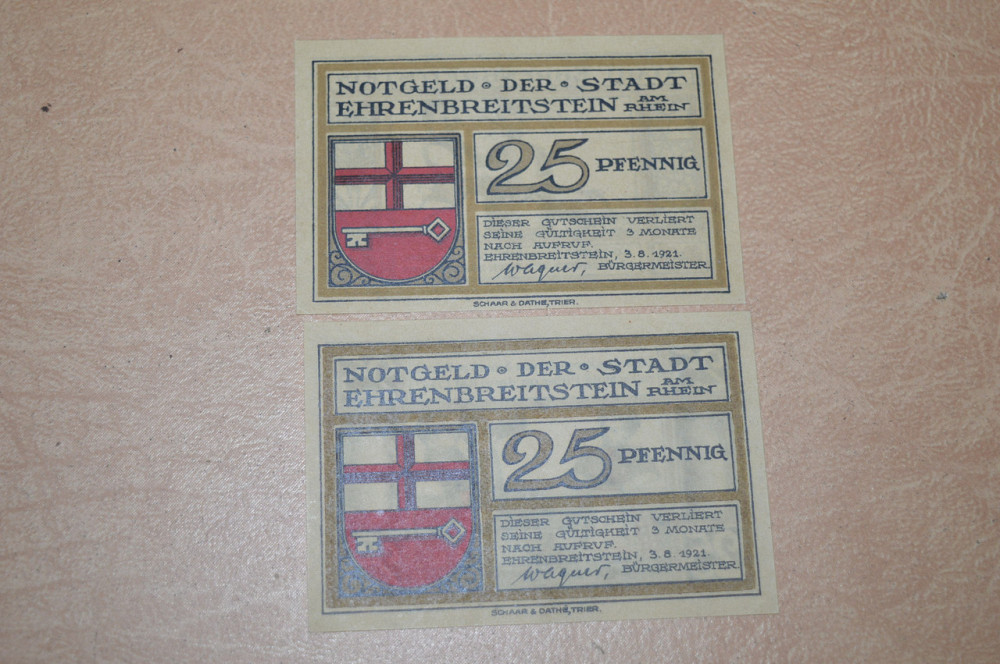 NOTGELD • DER • STADT
EHRENBREITSTEIN AM RHEIN
25 PFENNIG
DIESER GUTSCHEIN VERLIERT
SEINE GÜLTIGKEIT 3 MONATE
NACH AUFRUF.
EHRENBREITSTEIN, 3.8.1921.
Wagner, BÜRGERMEISTER.
SCHAAR & DATHE, TRIER.
NOTGELD • DER • STADT
EHRENBREITSTEIN AM RHEIN
25 PFENNIG
DIESER GUTSCHEIN VERLIERT
SEINE GÜLTIGKEIT 3 MONATE
NACH AUFRUF.
EHRENBREITSTEIN, 3.8.1921.
Wagner, BÜRGERMEISTER.
SCHAAR & DATHE, TRIER.